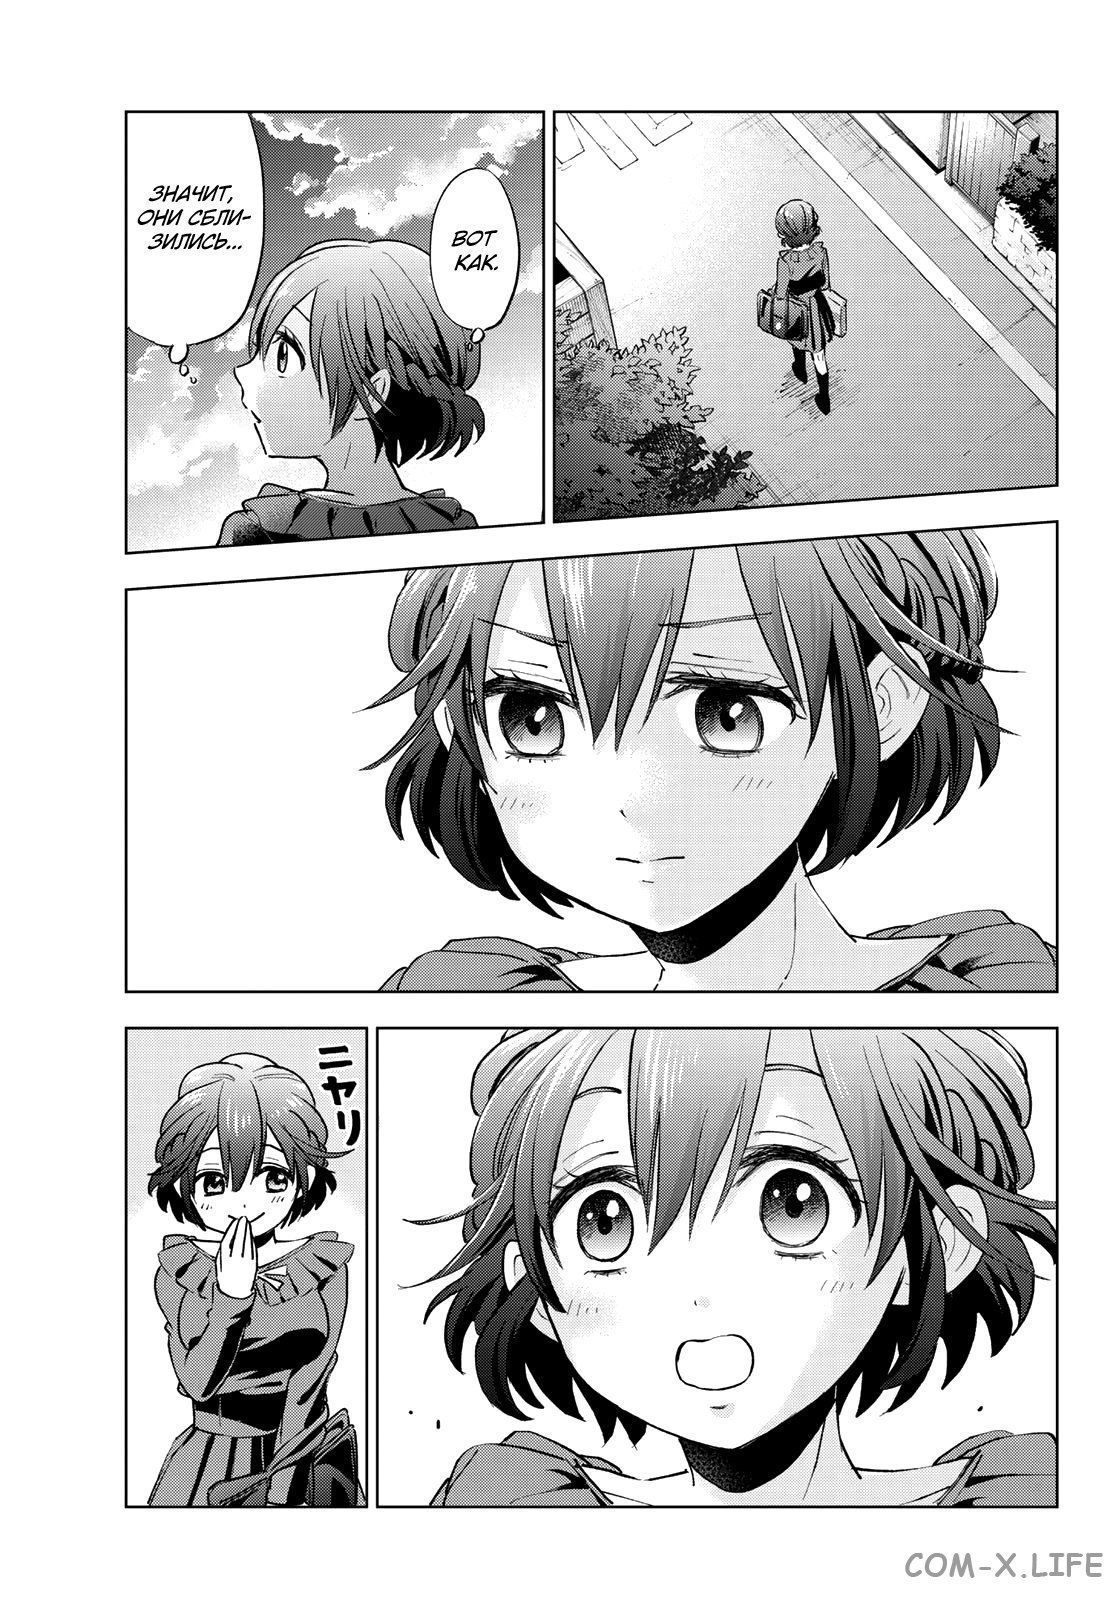 ВОТ
КАК.
ЗНАЧИТ,
ОНИ СБЛИ-
ЗИЛИСЬ...
ニヤリ
COM-X.LIFE